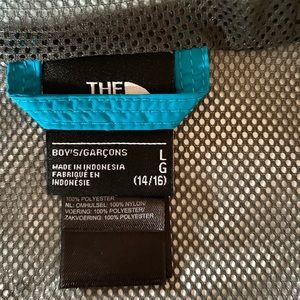 THE
BOY'S/GARÇONS
MADE IN INDONESIA
FABRIQUÉ EN
INDONÉSIE
L
G
(14/16)
100% POLYESTER
NL: OMHULSEL: 100% NYLON
VOERING: 100% POLYESTER/
ZAKVOERING: 100% POLYESTER